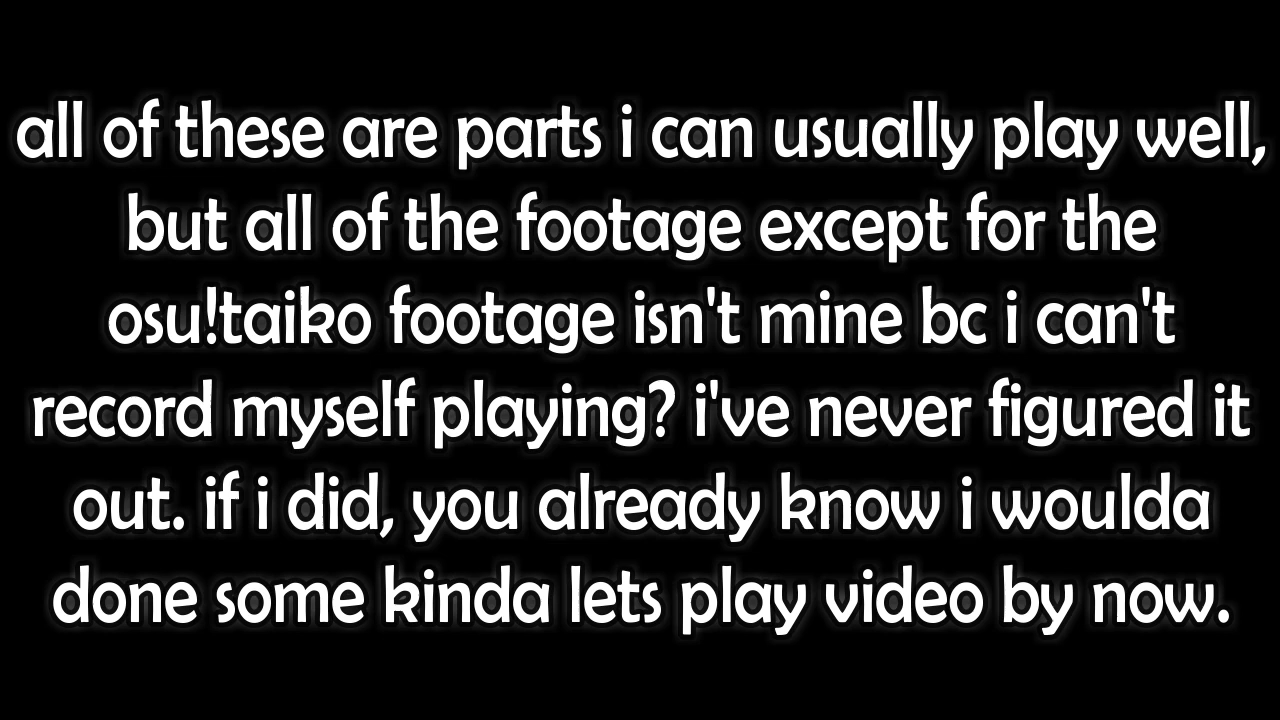 all of these are parts i can usually play well,
but all of the footage except for the
osu!taiko footage isn't mine bc i can't
record myself playing? i've never figured it
out. if i did, you already know i woulda
done some kinda lets play video by now.